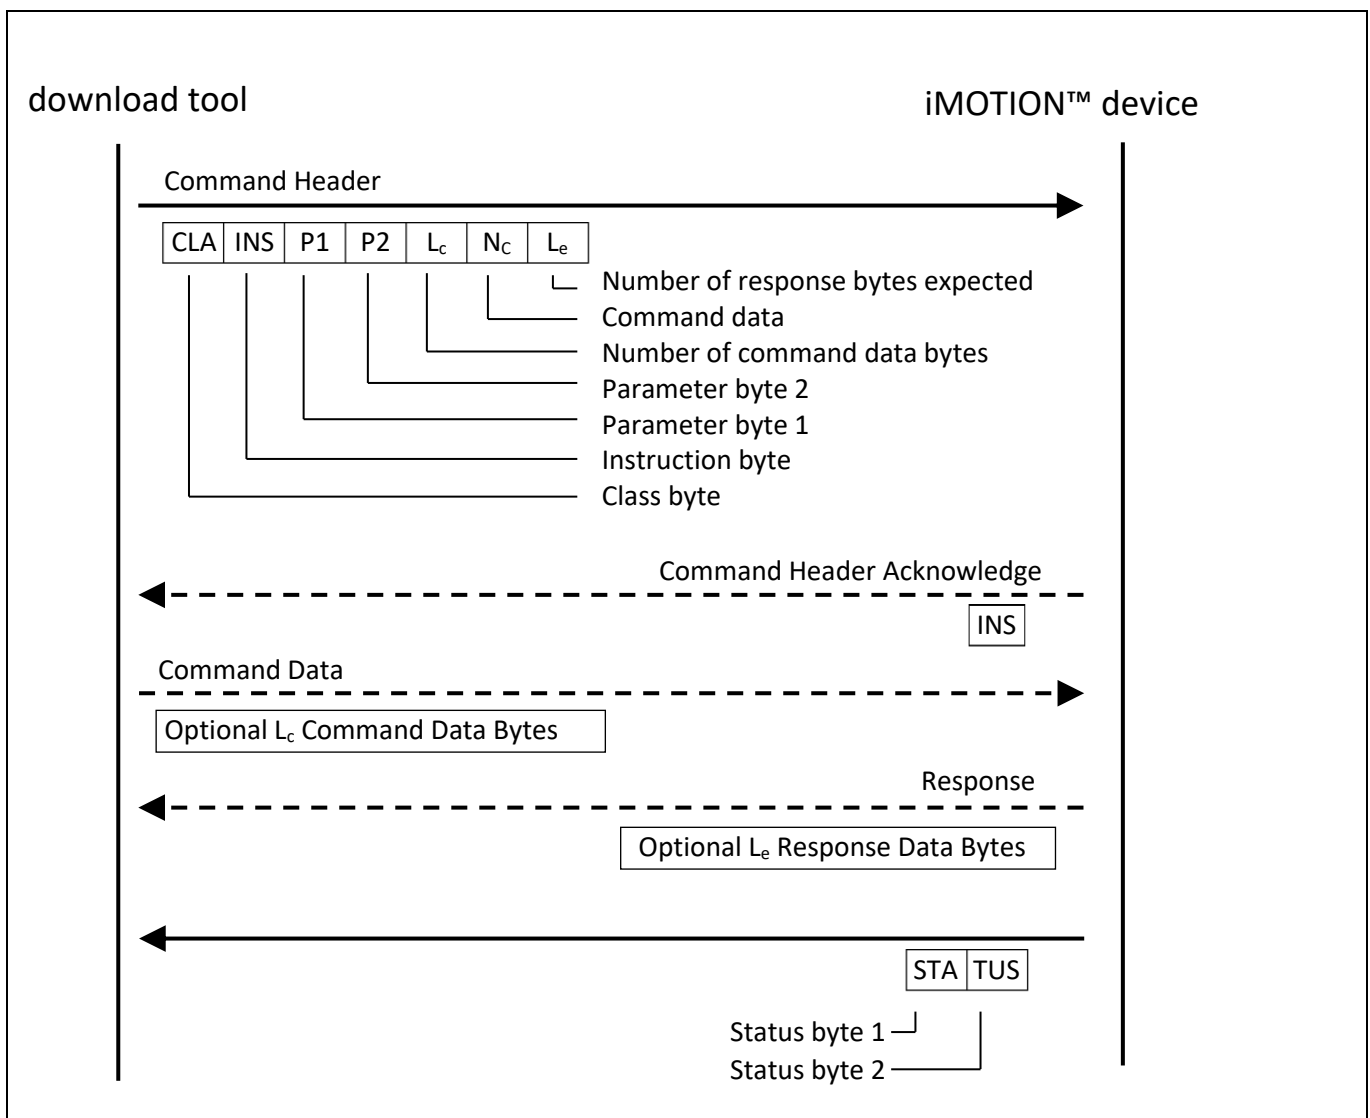 download tool
iMOTION™ device
Command Header
CLA INS P1 P2 Lc NC Le
Number of response bytes expected
Command data
Number of command data bytes
Parameter byte 2
Parameter byte 1
Instruction byte
Class byte
Command Header Acknowledge
INS
Command Data
Optional Lc Command Data Bytes
Response
Optional Le Response Data Bytes
STA TUS
Status byte 1
Status byte 2